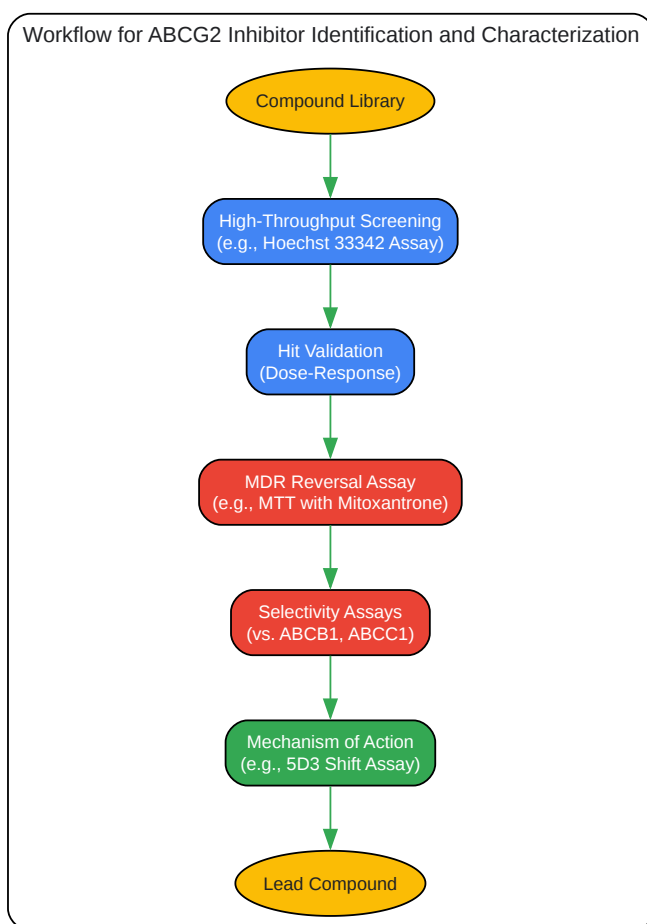 Workflow for ABCG2 Inhibitor Identification and Characterization
Compound Library
High-Throughput Screening
(e.g., Hoechst 33342 Assay)
Hit Validation
(Dose-Response)
MDR Reversal Assay
(e.g., MTT with Mitoxantrone)
Selectivity Assays
(vs. ABCB1, ABCC1)
Mechanism of Action
(e.g., 5D3 Shift Assay)
Lead Compound